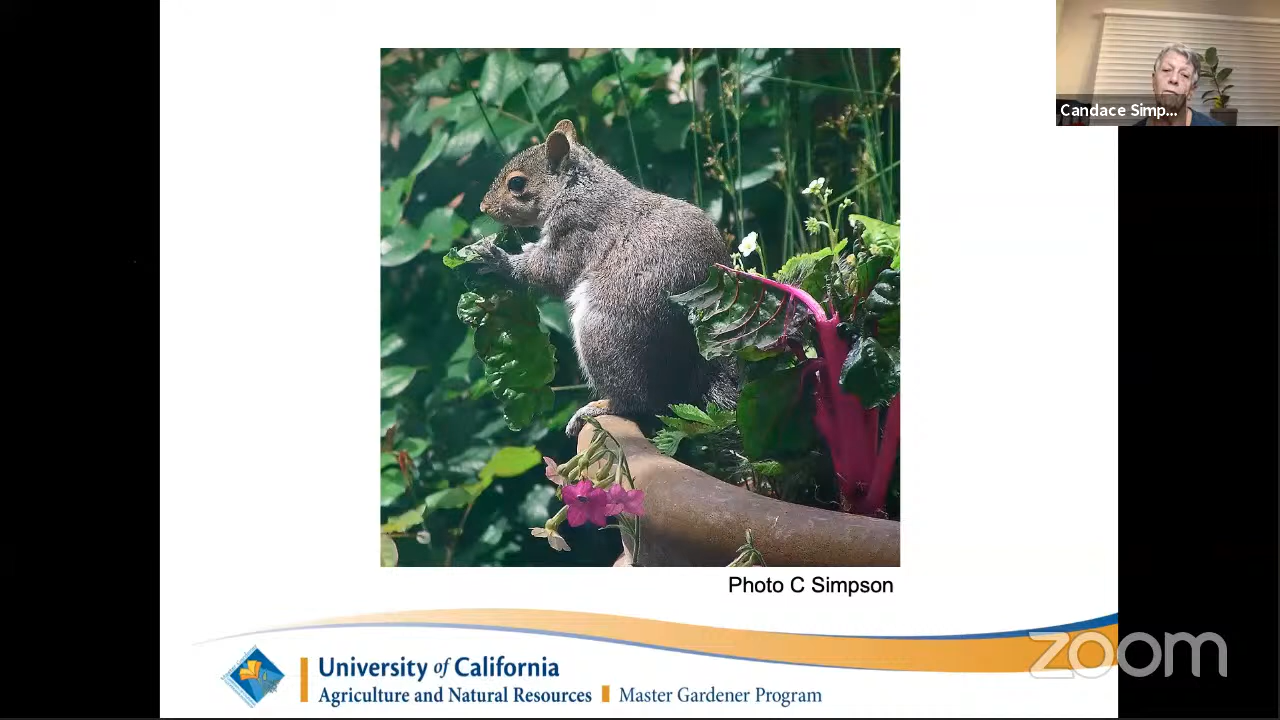 Candace Simp...
Photo C Simpson
University of California
Agriculture and Natural Resources Master Gardener Program
zoom